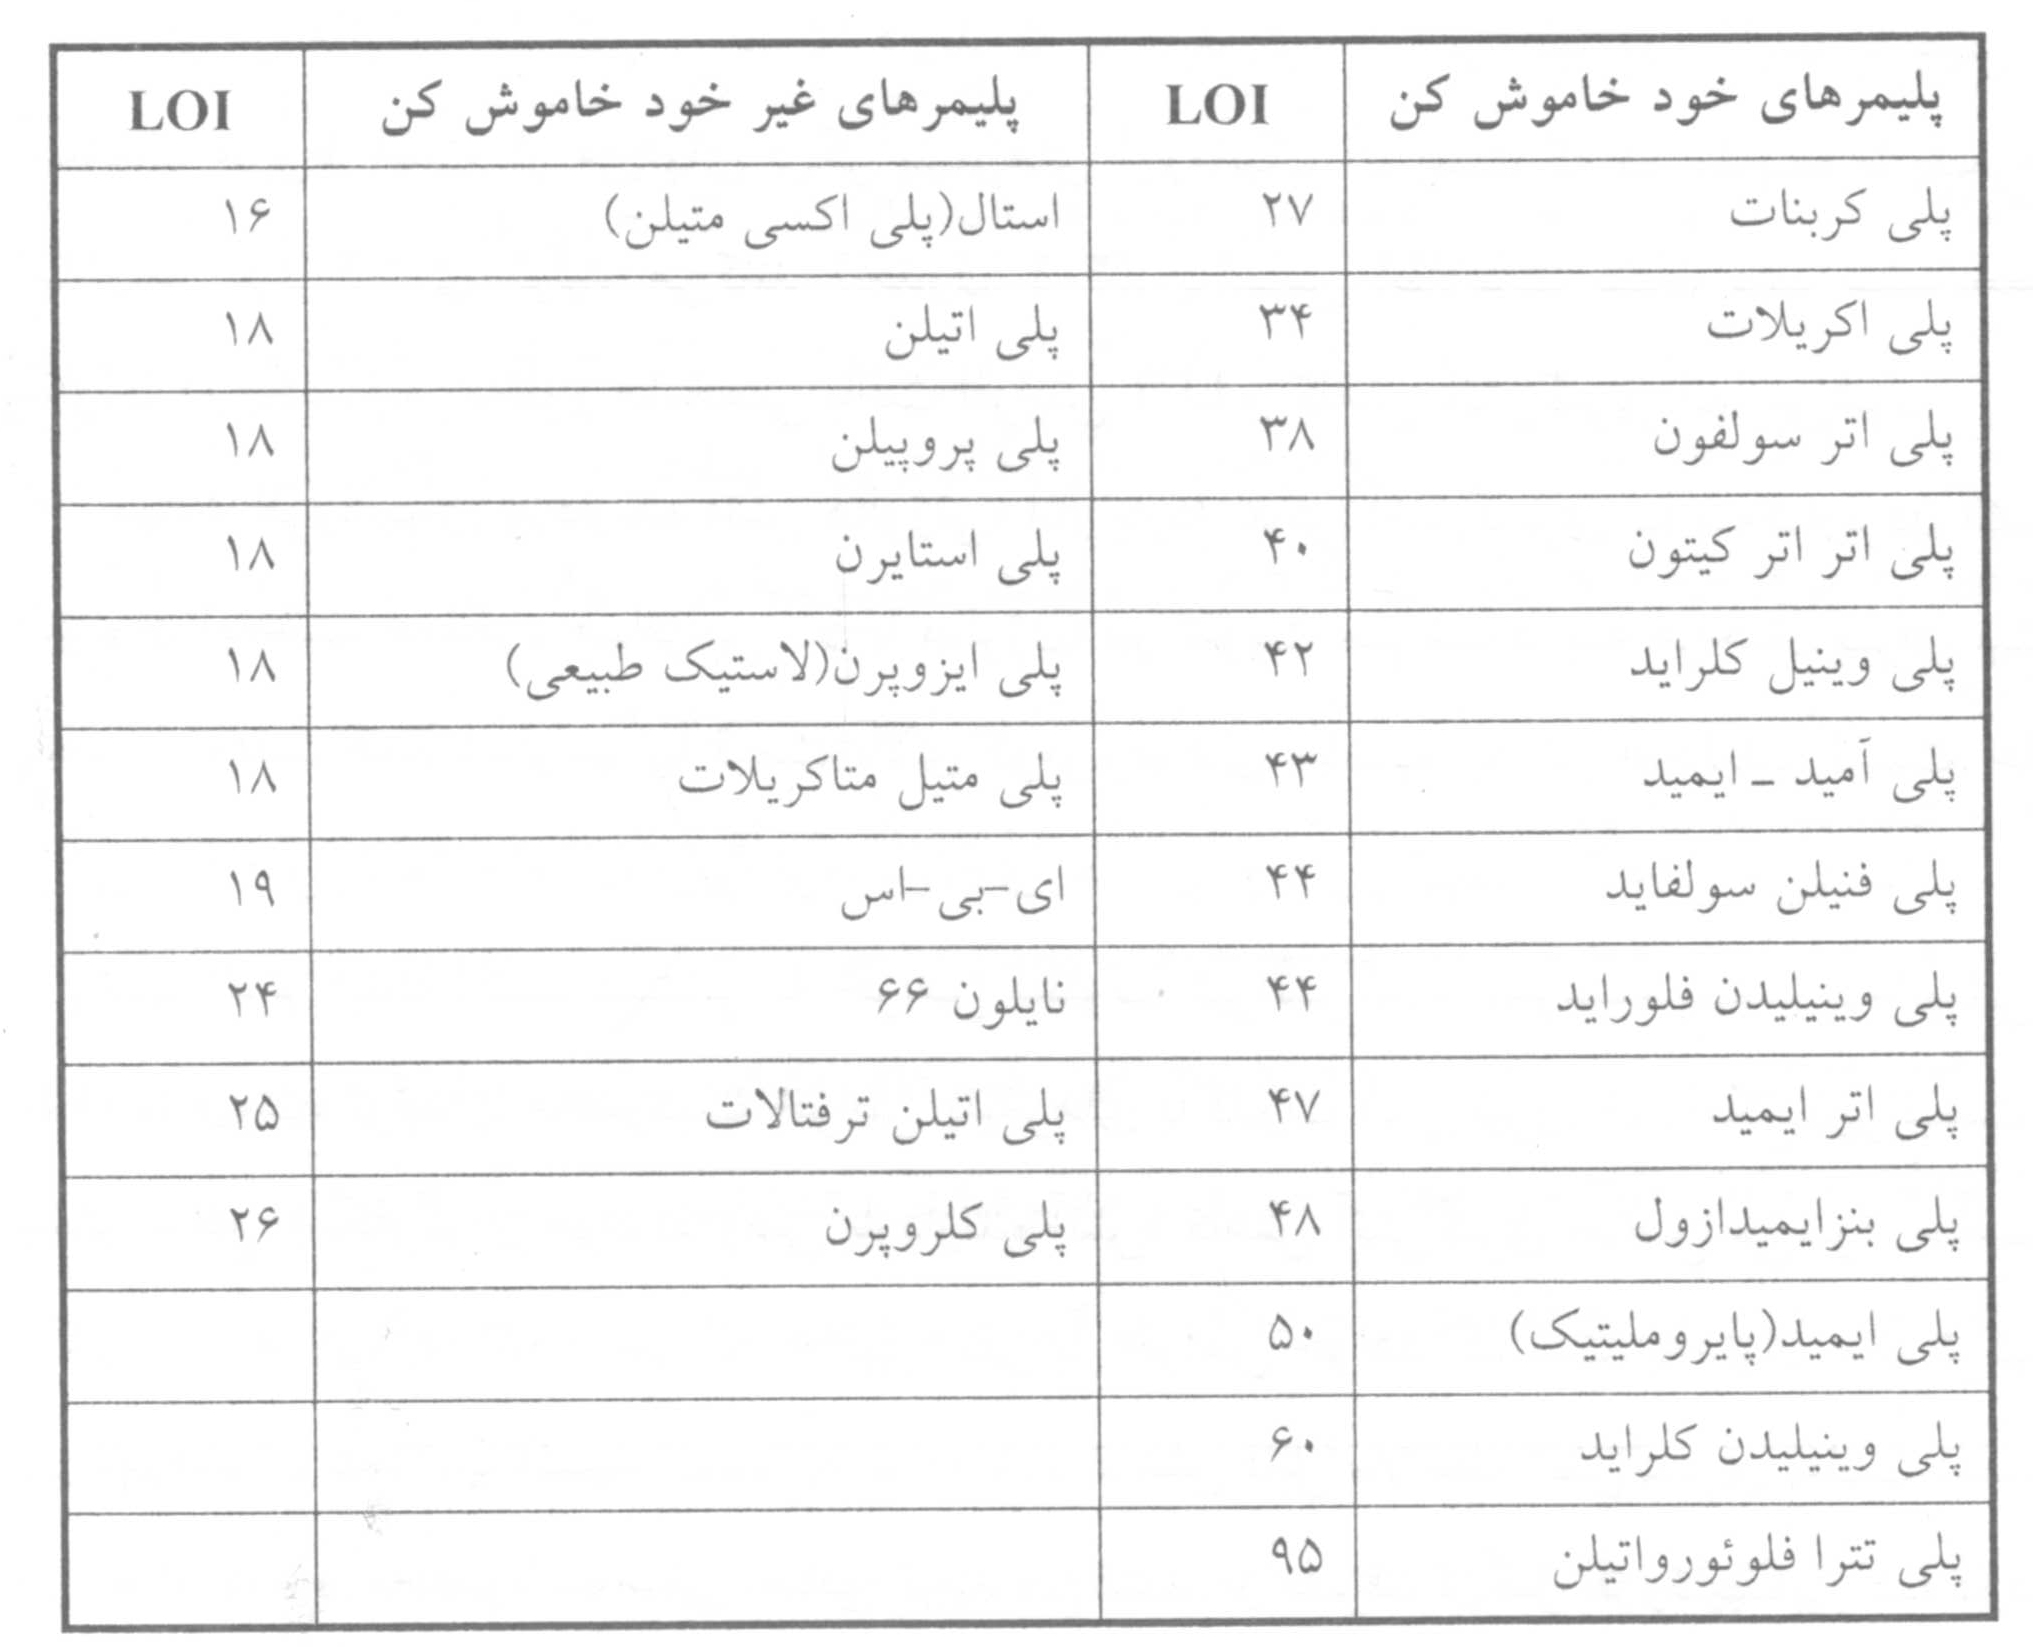 پلیمرهای خود خاموش کن LOI پلیمرهای غیر خود خاموش کن LOI
پلی کربنات ۲۷ استال(پلی اکسی متیلن) ۱۶
پلی اکریلات ۳۴ پلی اتیلن ۱۸
پلی اتر سولفون ۳۸ پلی پروپیلن ۱۸
پلی اتر اتر کیتون ۴۰ پلی استایرن ۱۸
پلی وینیل کلراید ۴۲ پلی ایزوپرن(لاستیک طبیعی) ۱۸
پلی آمید ـ ایمید ۴۳ پلی متیل متاکریلات ۱۸
پلی فنیلن سولفاید ۴۴ ای-بی-اس ۱۹
پلی وینیلیدن فلوراید ۴۴ نایلون ۶۶ ۲۴
پلی اتر ایمید ۴۷ پلی اتیلن ترفتالات ۲۵
پلی بنزایمیدازول ۴۸ پلی کلروپرن ۲۶
پلی ایمید(پایروملیتیک) ۵۰
پلی وینیلیدن کلراید ۶۰
پلی تترا فلوئورواتیلن ۹۵